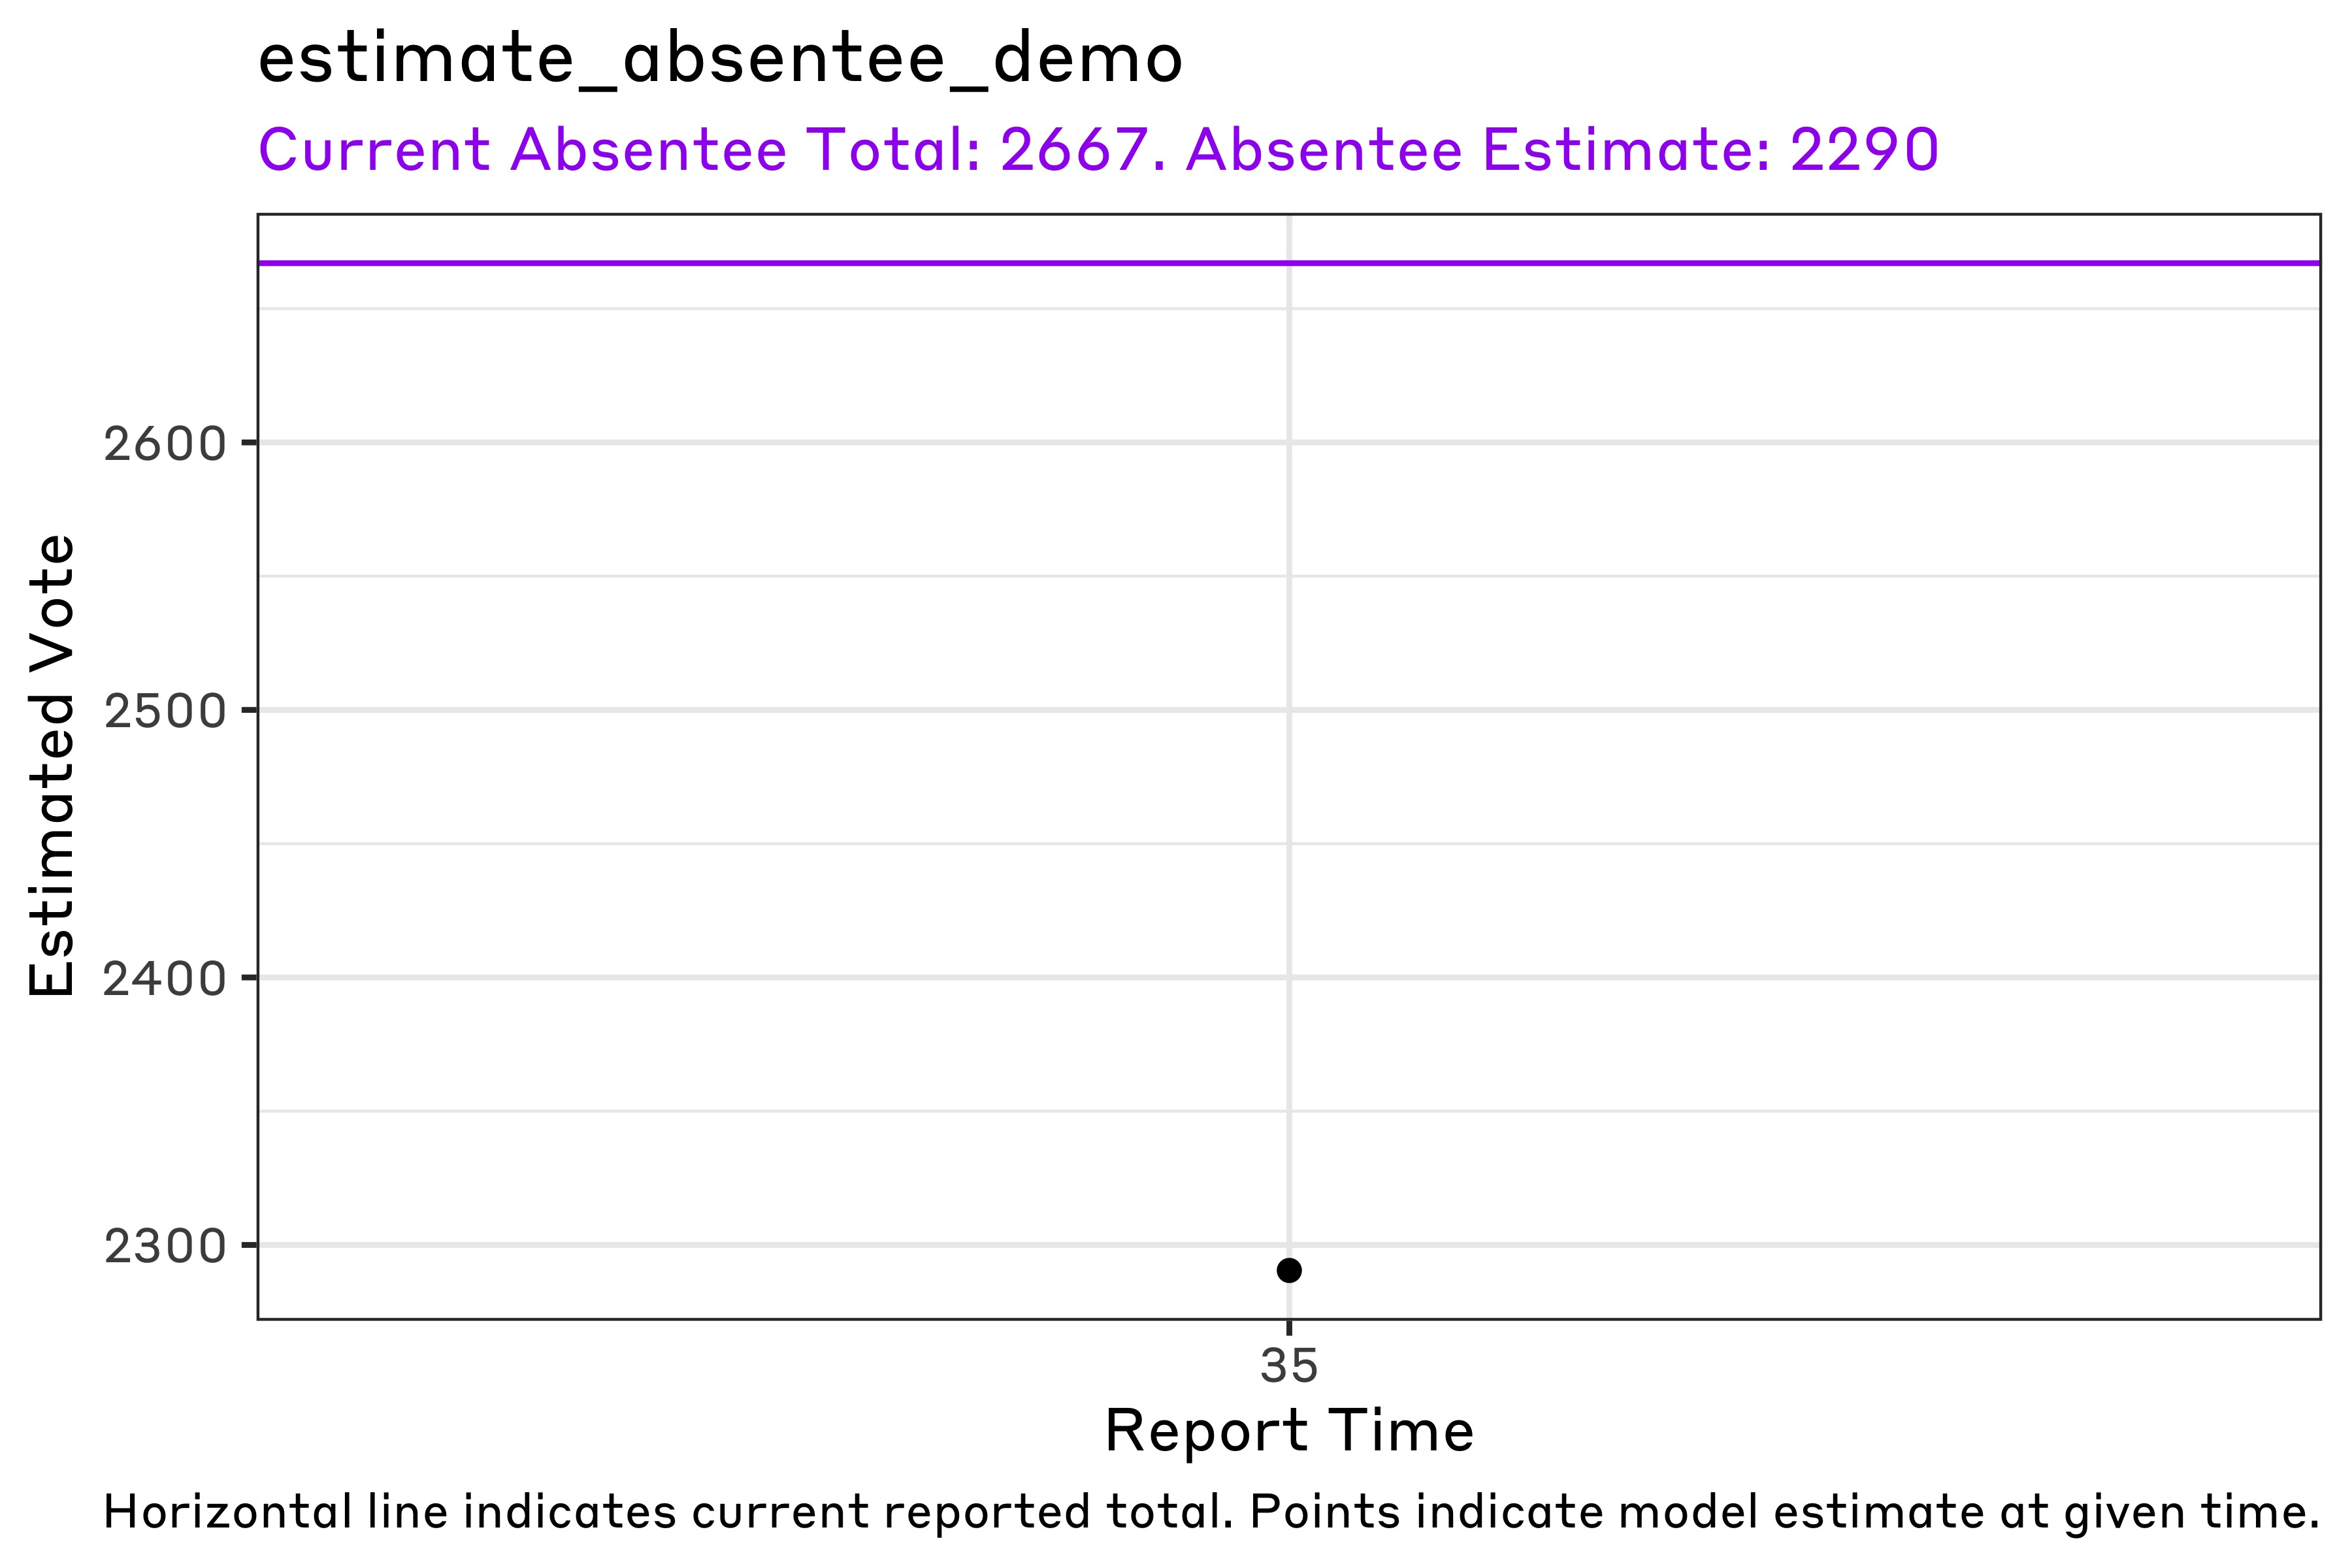 estimate_absentee_demo
Current Absentee Total: 2667. Absentee Estimate: 2290
Estimated Vote
2600
2500
2400
2300
35
Report Time
Horizontal line indicates current reported total. Points indicate model estimate at given time.